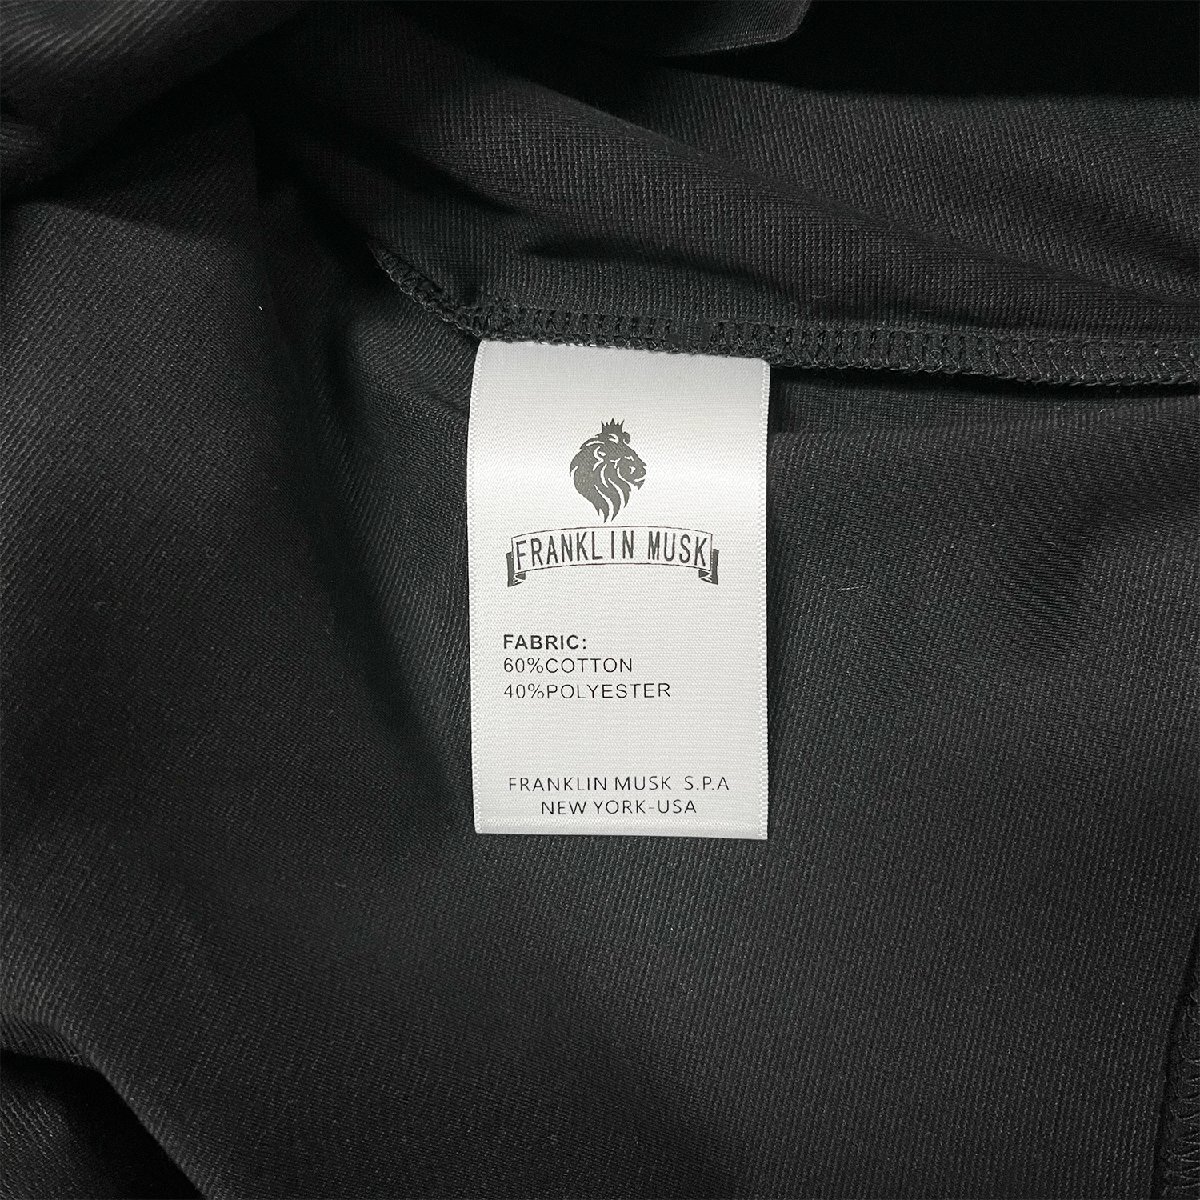 FRANKLIN MUSK
FABRIC:
60%COTTON
40%POLYESTER
FRANKLIN MUSK S.P.A
NEW YORK-USA